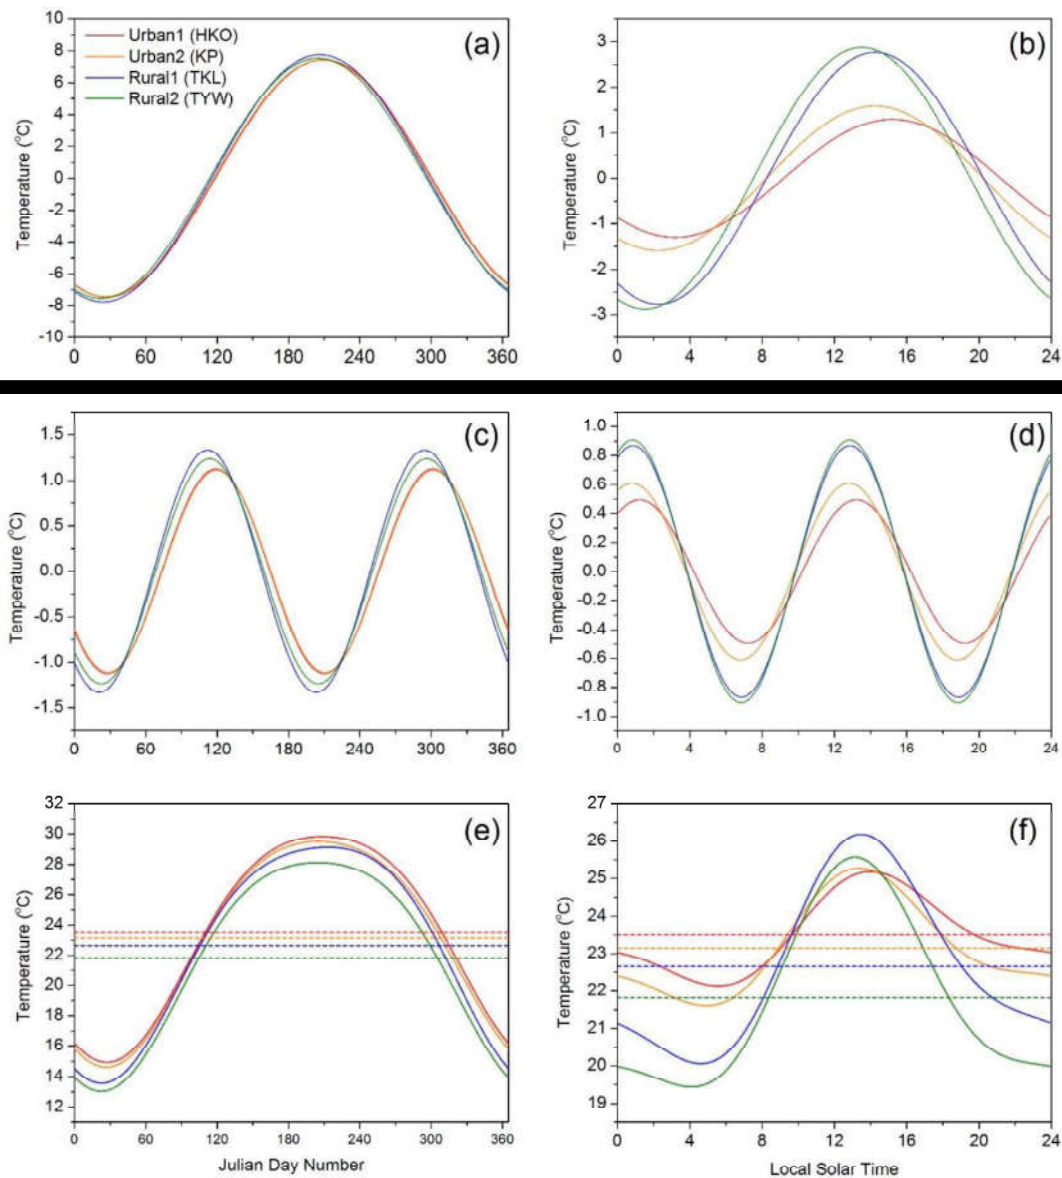 10
8
6
4
2
0
-2
-4
-6
-8
-10
Temperature (°C)
Urban1 (HKO)
Urban2 (KP)
Rural1 (TKL)
Rural2 (TYW)
(a)
0 60 120 180 240 300 360
3
2
1
0
-1
-2
-3
Temperature (°C)
(b)
0 4 8 12 16 20 24
1.5
1.0
0.5
0.0
-0.5
-1.0
-1.5
Temperature (°C)
(c)
0 60 120 180 240 300 360
1.0
0.8
0.6
0.4
0.2
0.0
-0.2
-0.4
-0.6
-0.8
-1.0
Temperature (°C)
(d)
0 4 8 12 16 20 24
32
30
28
26
24
22
20
18
16
14
12
Temperature (°C)
(e)
0 60 120 180 240 300 360
Julian Day Number
27
26
25
24
23
22
21
20
19
Temperature (°C)
(f)
0 4 8 12 16 20 24
Local Solar Time